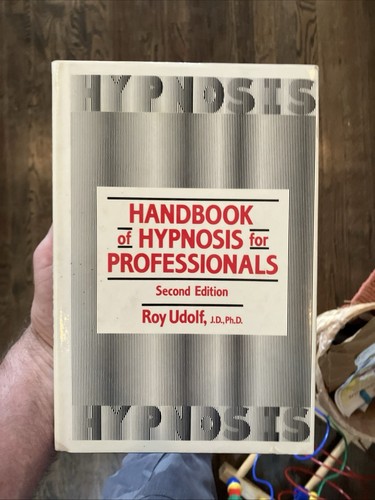 HYPNOSIS
HANDBOOK
of HYPNOSIS for
PROFESSIONALS
Second Edition
Roy Udolf, J.D., Ph.D.
HYPNOSIS